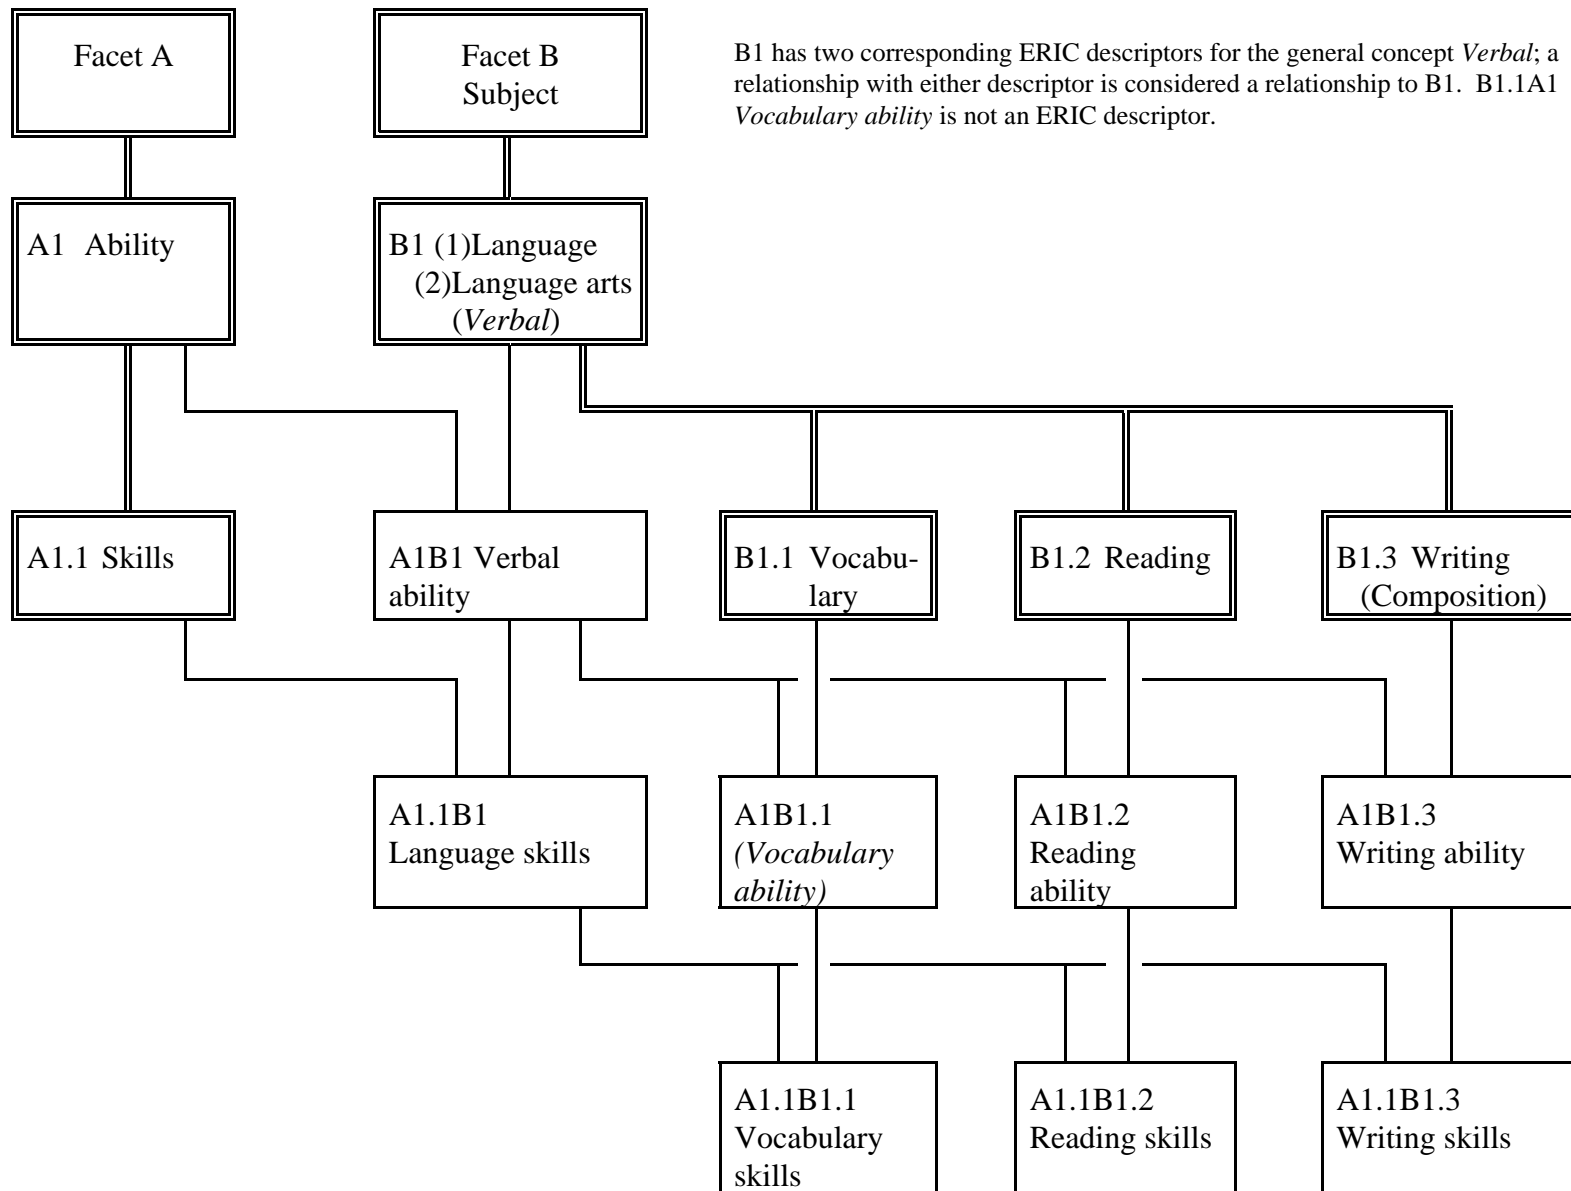 Facet A
Facet B
Subject
B1 has two corresponding ERIC descriptors for the general concept Verbal; a
relationship with either descriptor is considered a relationship to B1. B1.1A1
Vocabulary ability is not an ERIC descriptor.
A1 Ability
B1 (1)Language
(2)Language arts
(Verbal)
A1.1 Skills
A1B1 Verbal
ability
B1.1 Vocabu-
lary
B1.2 Reading
B1.3 Writing
(Composition)
A1.1B1
Language skills
A1B1.1
(Vocabulary
ability)
A1B1.2
Reading
ability
A1B1.3
Writing ability
A1.1B1.1
Vocabulary
skills
A1.1B1.2
Reading skills
A1.1B1.3
Writing skills